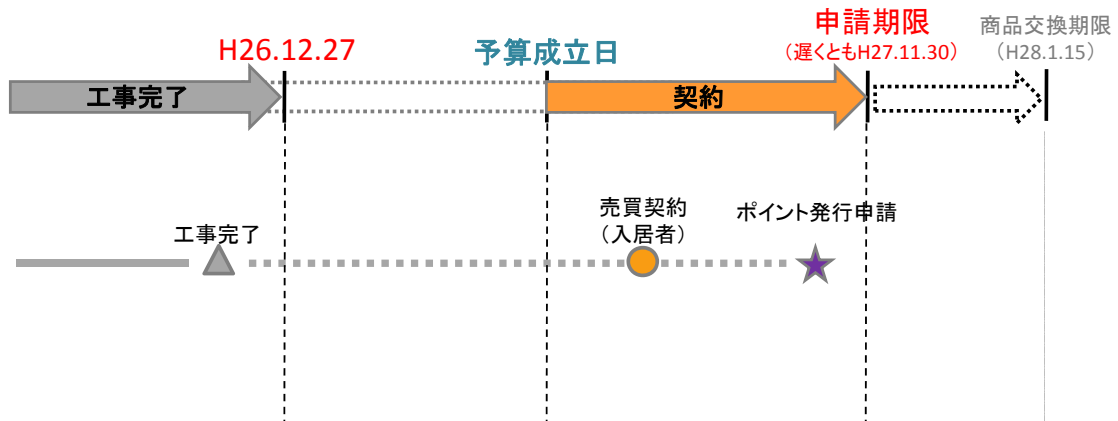 H26.12.27
予算成立日
申請期限
（遅くともH27.11.30）
商品交換期限
（H28.1.15）
工事完了
契約
工事完了
売買契約
（入居者）
ポイント発行申請